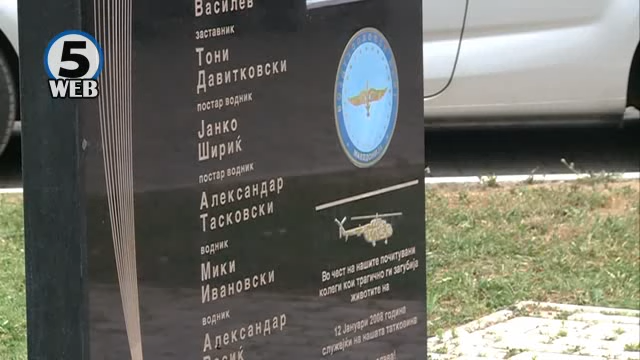 5
WEB
Василев
заставник
Тони
Давитковски
постар водник
Јанко
Шириќ
постар водник
Александар
Тасковски
водник
Мики
Ивановски
водник
Александар
МАКЕДОНИЈА
Во чест на нашите почитувани
колеги кои трагично ги загубија
животите на
12 Јануари 2008 година
служејќи на нашата татковина